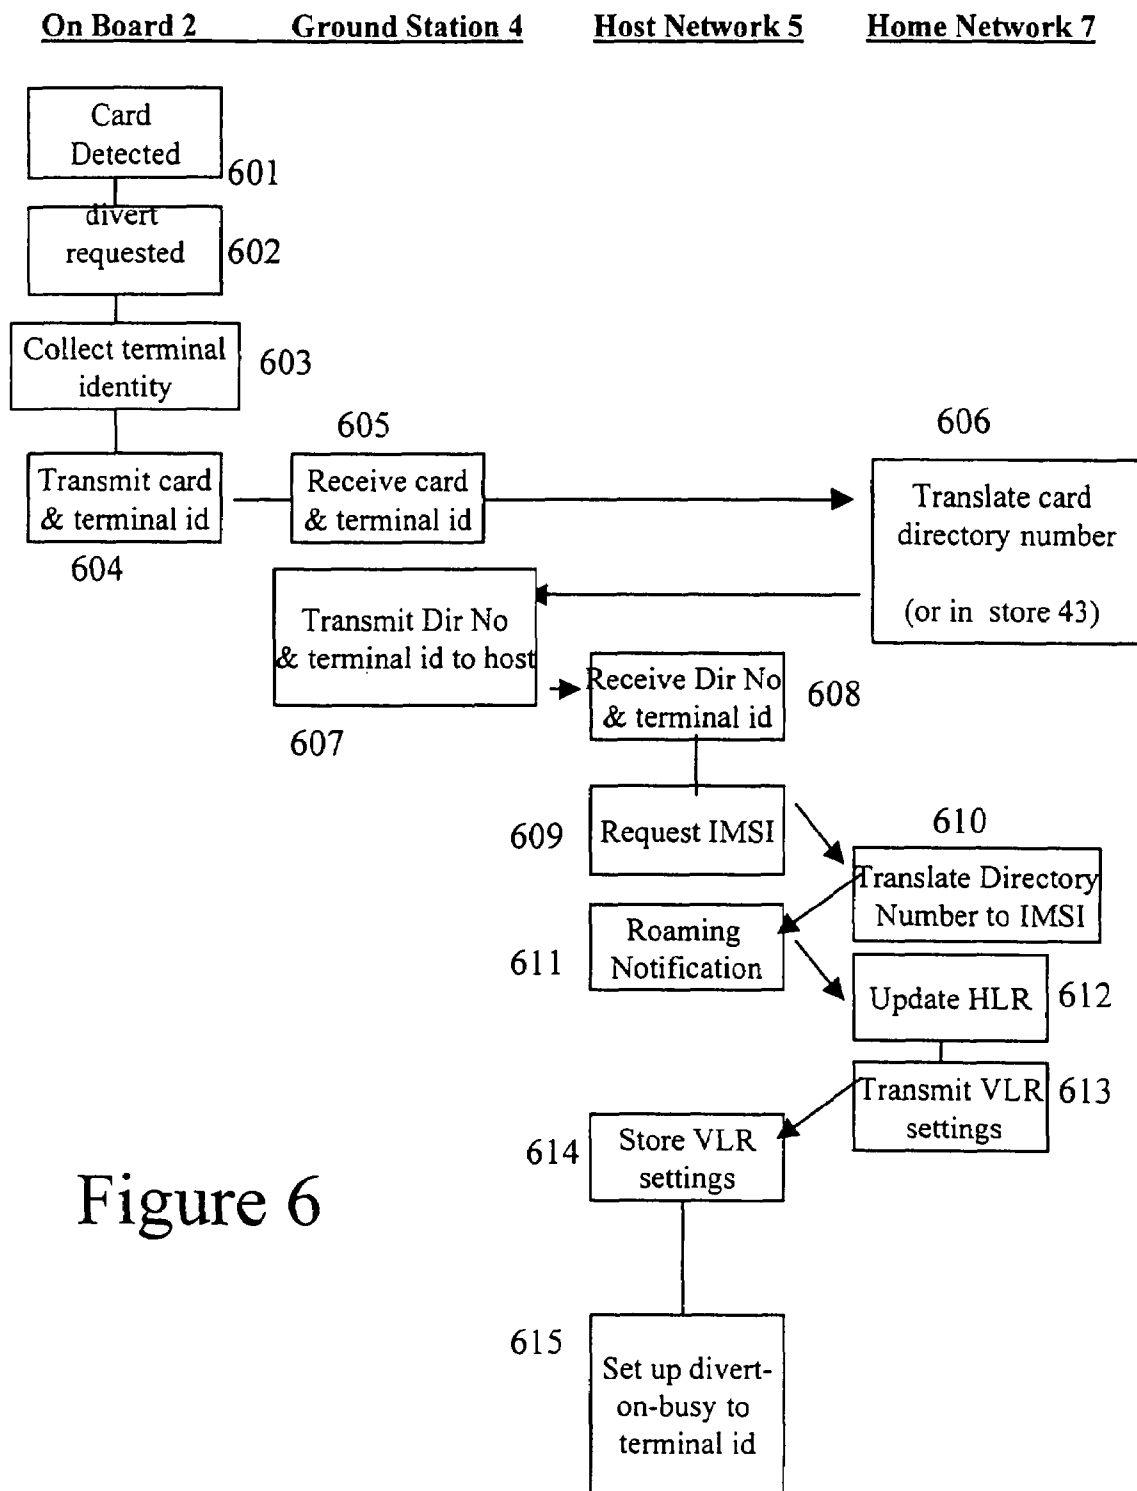 On Board 2 Ground Station 4 Host Network 5 Home Network 7
Card
Detected
601
divert
requested
602
Collect terminal
identity
603
605
606
Transmit card
& terminal id
604
Receive card
& terminal id
Translate card
directory number
(or in store 43)
Transmit Dir No
& terminal id to host
607
Receive Dir No
& terminal id
608
609
Request IMSI
610
Translate Directory
Number to IMSI
611
Roaming
Notification
Update HLR
612
Transmit VLR
settings
613
614
Store VLR
settings
Figure 6
615
Set up divert-
on-busy to
terminal id